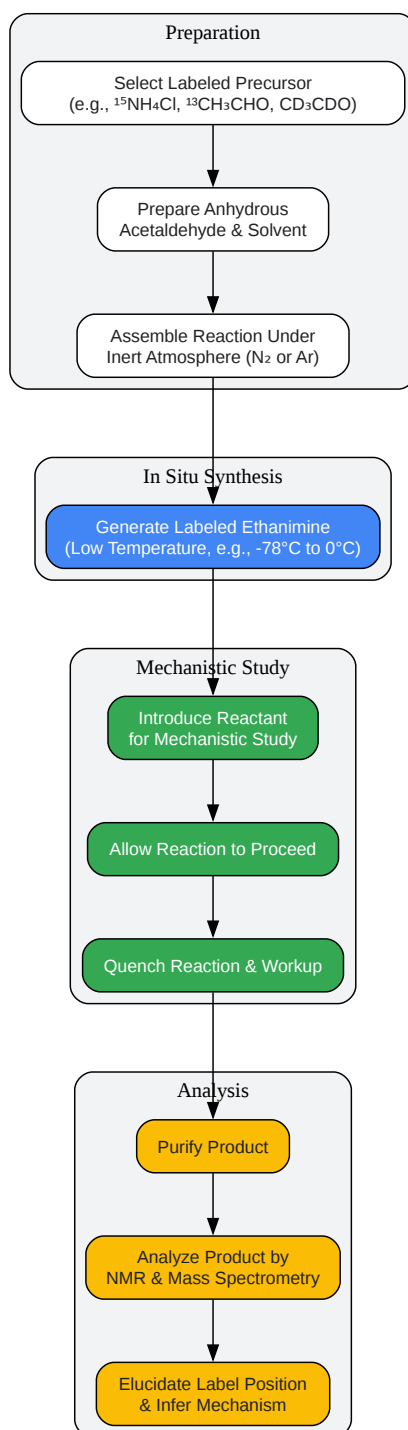 Preparation
Select Labeled Precursor
(e.g., ¹⁵NH₄Cl, ¹³CH₃CHO, CD₃CDO)
Prepare Anhydrous
Acetaldehyde & Solvent
Assemble Reaction Under
Inert Atmosphere (N₂ or Ar)
In Situ Synthesis
Generate Labeled Ethanimine
(Low Temperature, e.g., -78°C to 0°C)
Mechanistic Study
Introduce Reactant
for Mechanistic Study
Allow Reaction to Proceed
Quench Reaction & Workup
Analysis
Purify Product
Analyze Product by
NMR & Mass Spectrometry
Elucidate Label Position
& Infer Mechanism